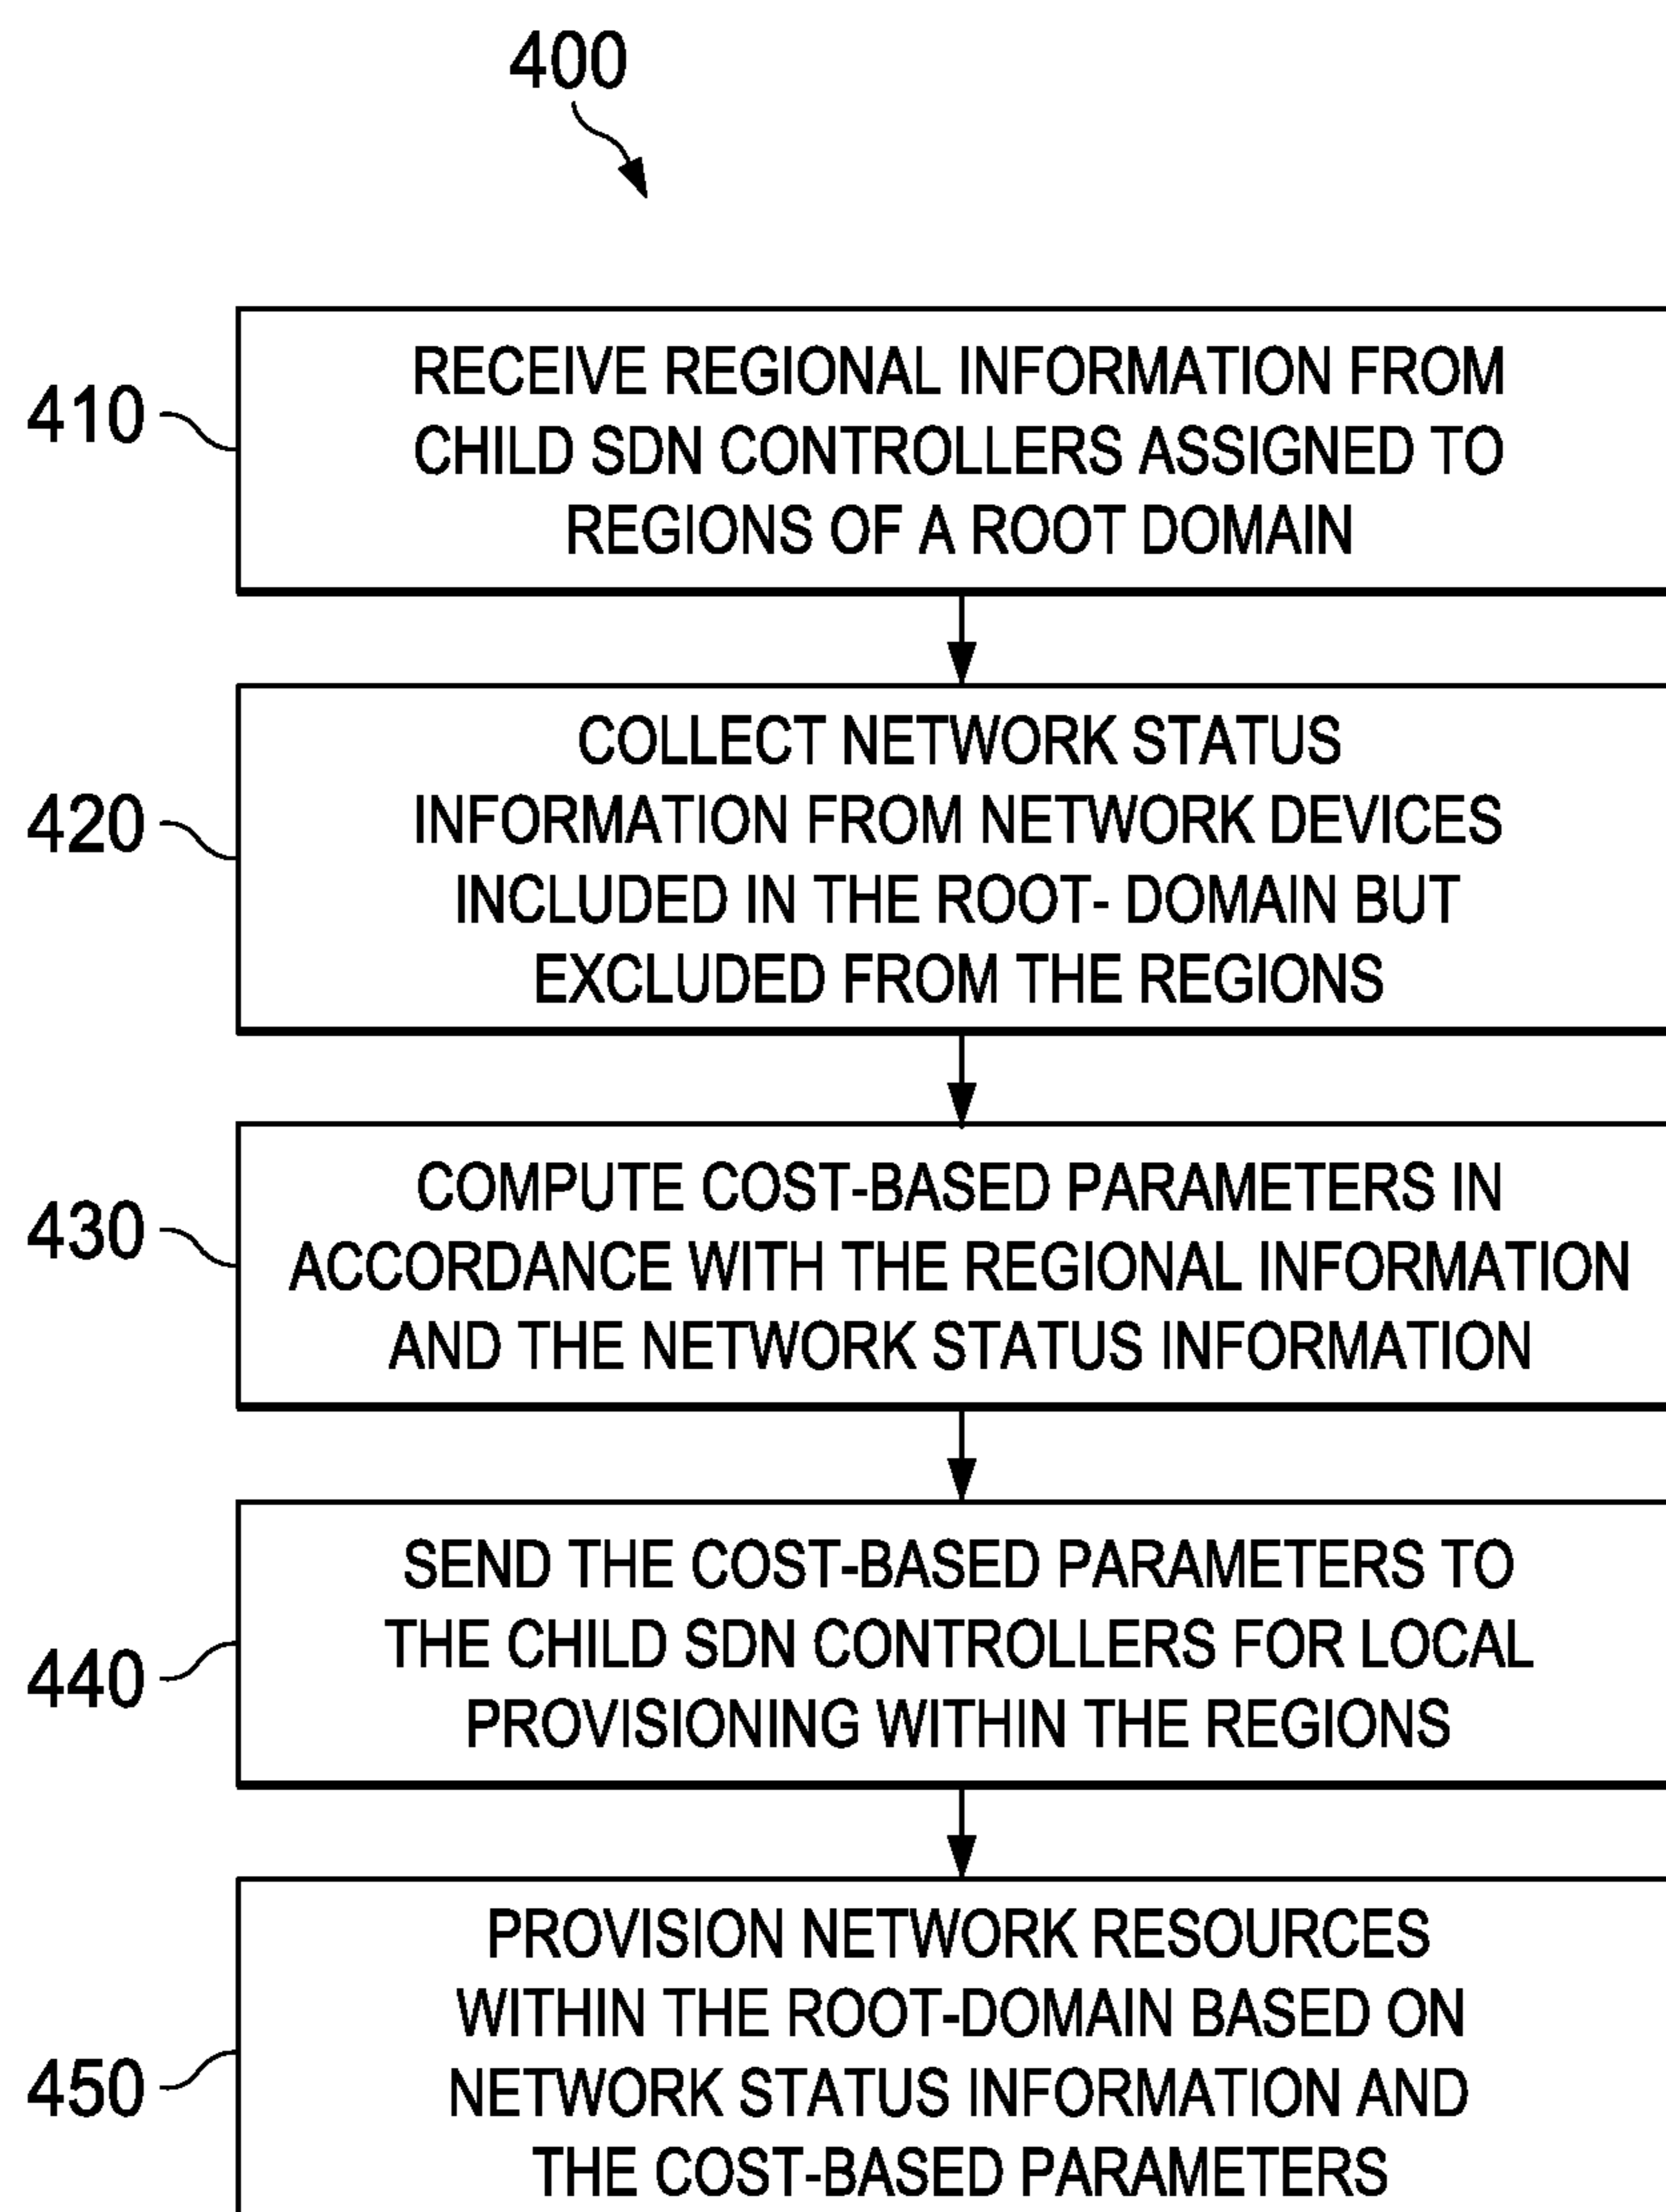 400
410
RECEIVE REGIONAL INFORMATION FROM
CHILD SDN CONTROLLERS ASSIGNED TO
REGIONS OF A ROOT DOMAIN
420
COLLECT NETWORK STATUS
INFORMATION FROM NETWORK DEVICES
INCLUDED IN THE ROOT- DOMAIN BUT
EXCLUDED FROM THE REGIONS
430
COMPUTE COST-BASED PARAMETERS IN
ACCORDANCE WITH THE REGIONAL INFORMATION
AND THE NETWORK STATUS INFORMATION
440
SEND THE COST-BASED PARAMETERS TO
THE CHILD SDN CONTROLLERS FOR LOCAL
PROVISIONING WITHIN THE REGIONS
450
PROVISION NETWORK RESOURCES
WITHIN THE ROOT-DOMAIN BASED ON
NETWORK STATUS INFORMATION AND
THE COST-BASED PARAMETERS